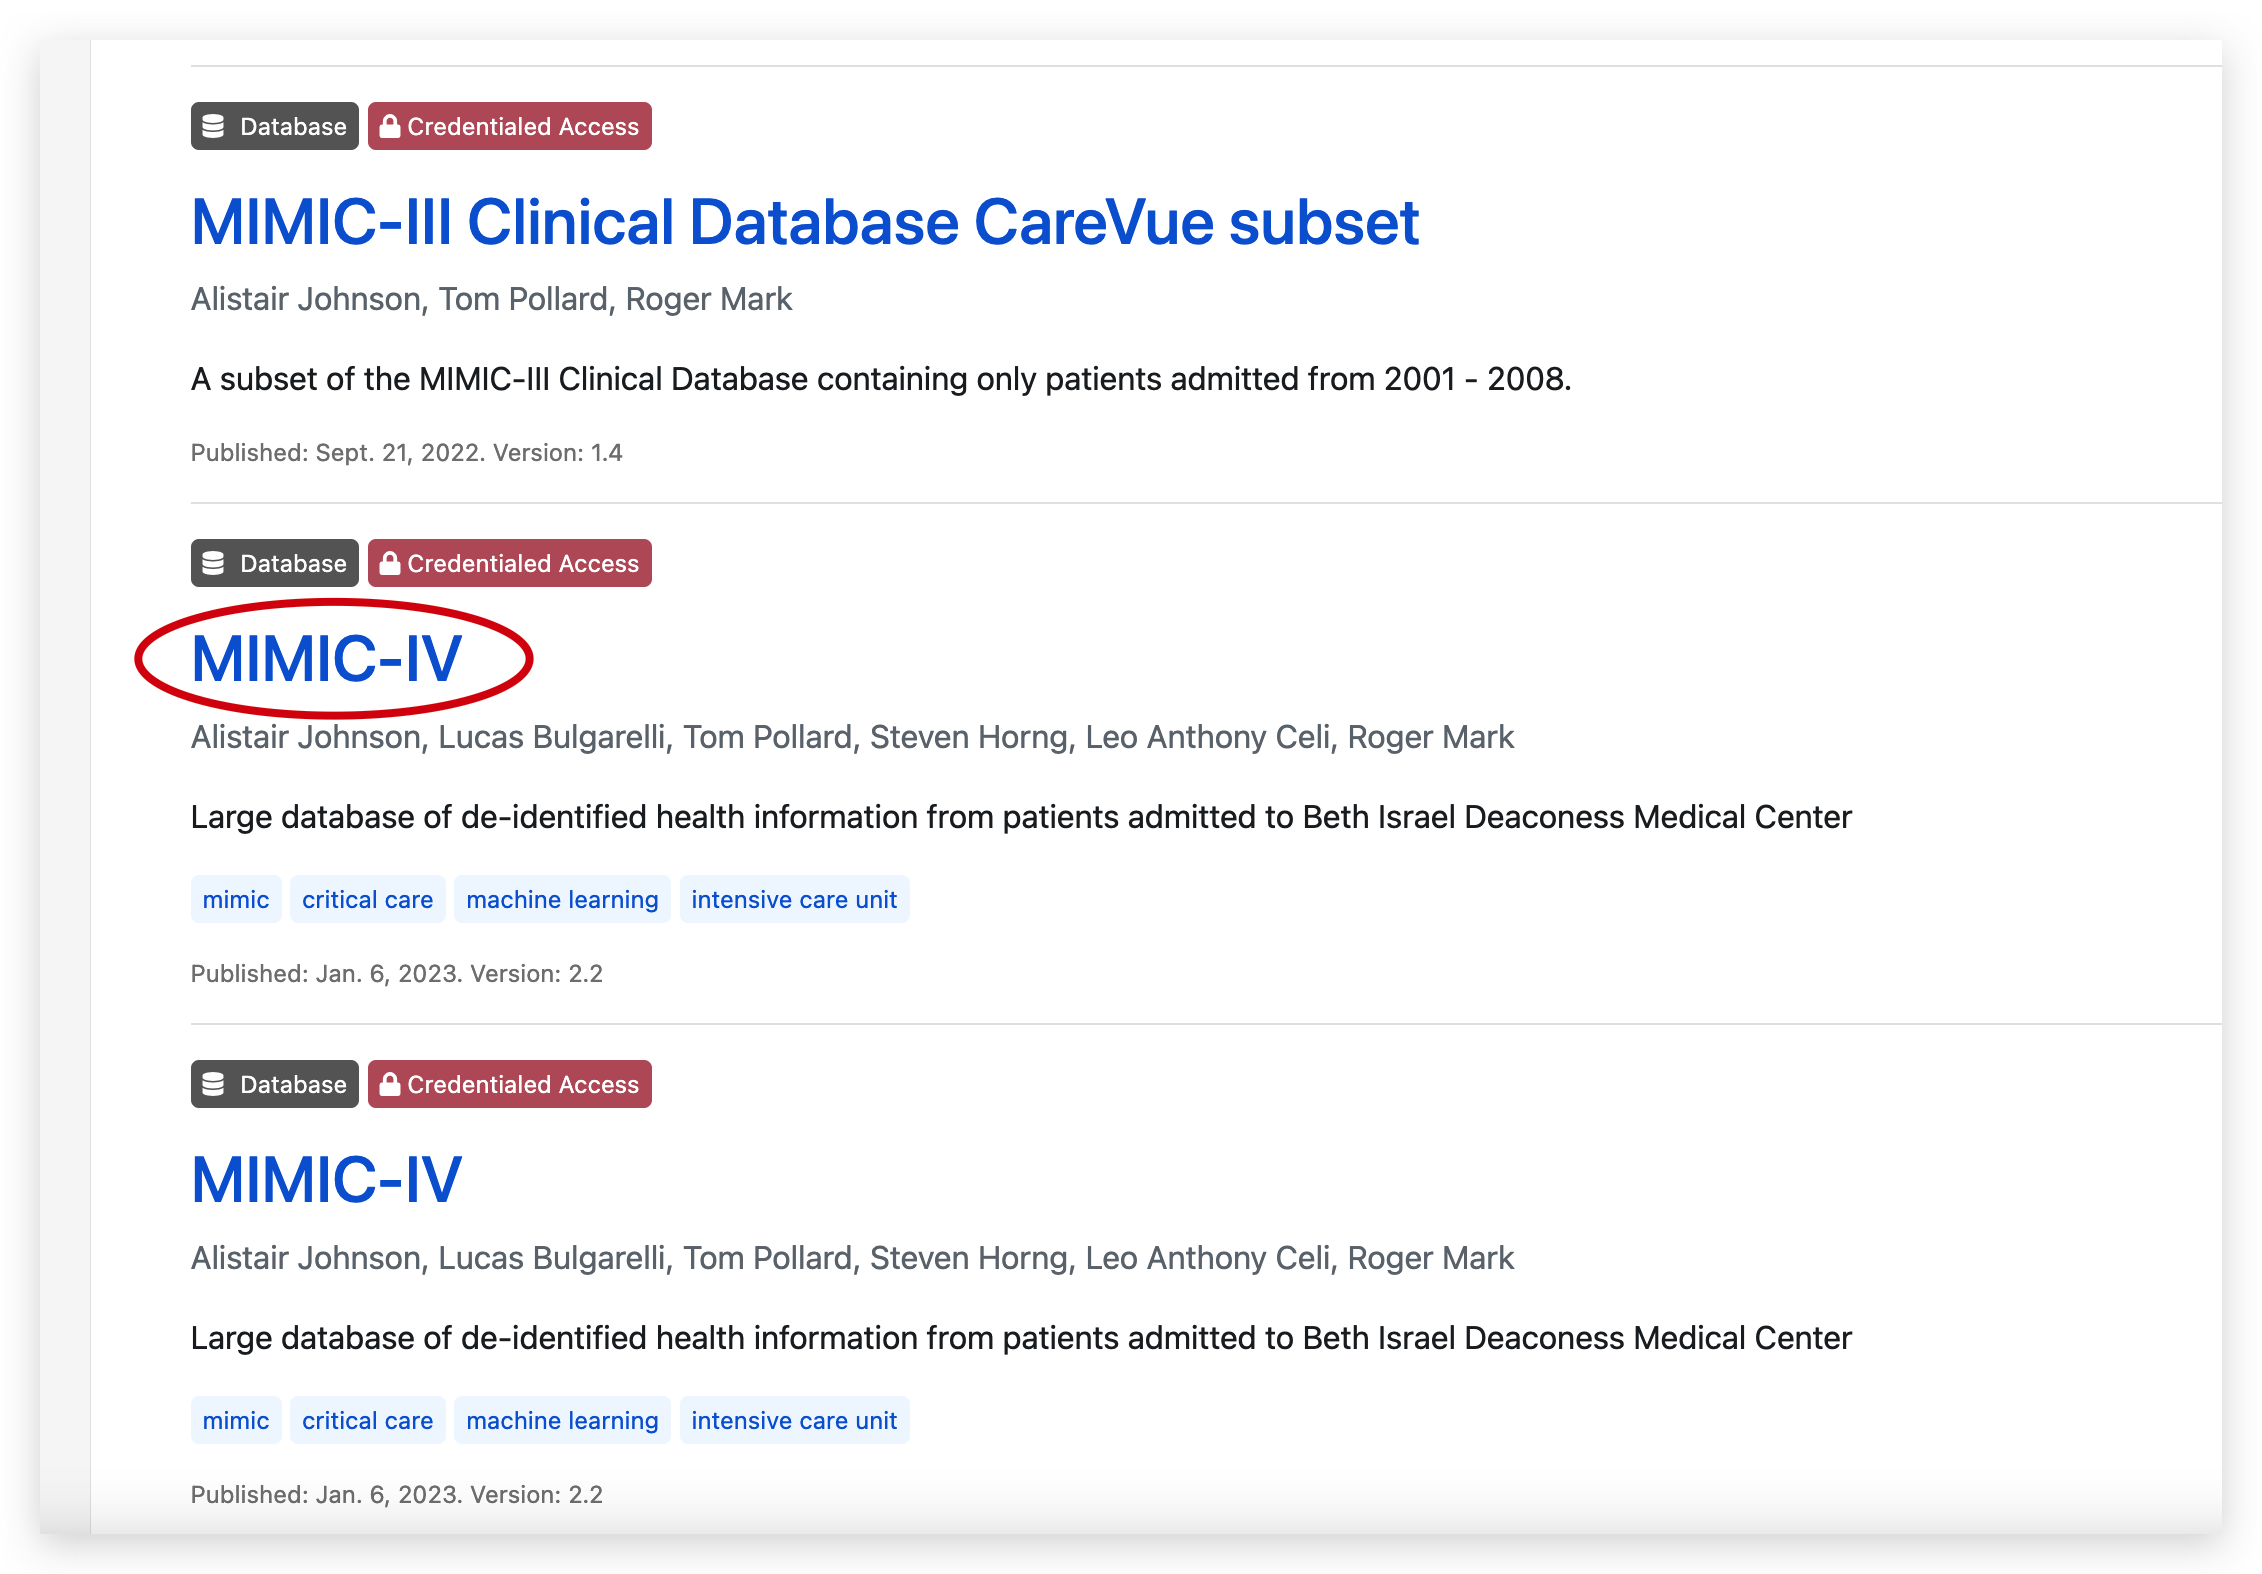 Database Credentialed Access
MIMIC-III Clinical Database CareVue subset
Alistair Johnson, Tom Pollard, Roger Mark
A subset of the MIMIC-III Clinical Database containing only patients admitted from 2001 - 2008.
Published: Sept. 21, 2022. Version: 1.4
Database Credentialed Access
MIMIC-IV
Alistair Johnson, Lucas Bulgarelli, Tom Pollard, Steven Horng, Leo Anthony Celi, Roger Mark
Large database of de-identified health information from patients admitted to Beth Israel Deaconess Medical Center
mimic critical care machine learning intensive care unit
Published: Jan. 6, 2023. Version: 2.2
Database Credentialed Access
MIMIC-IV
Alistair Johnson, Lucas Bulgarelli, Tom Pollard, Steven Horng, Leo Anthony Celi, Roger Mark
Large database of de-identified health information from patients admitted to Beth Israel Deaconess Medical Center
mimic critical care machine learning intensive care unit
Published: Jan. 6, 2023. Version: 2.2